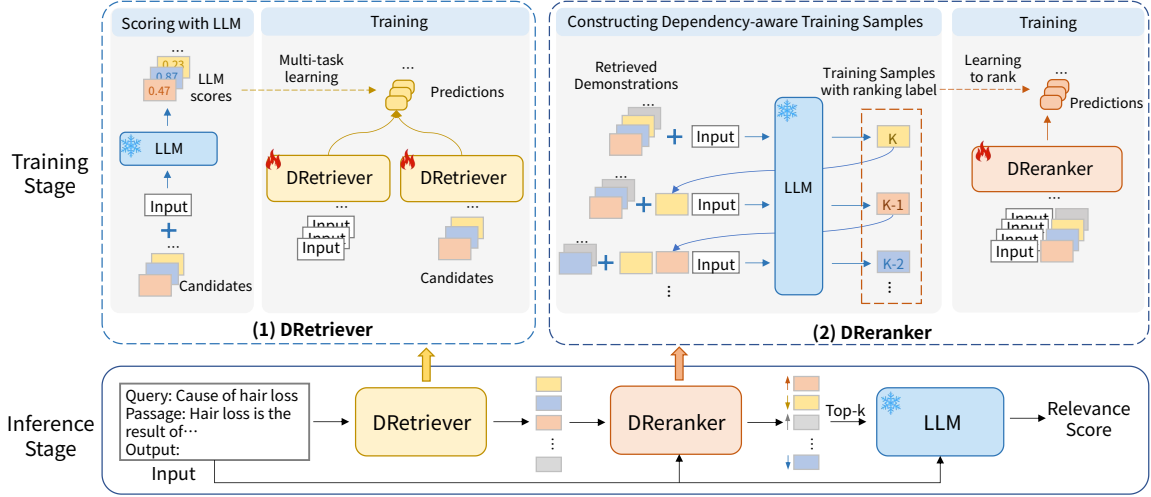 Scoring with LLM
Training
Constructing Dependency-aware Training Samples
Training
...
0.23
0.87
0.47
LLM
scores
LLM
Input
+
...
Candidates
Multi-task
learning
...
Predictions
DRetriever
DRetriever
...
Input
Input
Input
...
Candidates
(1) DRetriever
Retrieved
Demonstrations
...
+
Input
...
+
Input
...
+
Input
⋮
LLM
Training Samples
with ranking label
K
K-1
K-2
⋮
Learning
to rank
...
Predictions
DReranker
...
Input
Input
Input
Input
(2) DReranker
Training
Stage
Inference
Stage
Query: Cause of hair loss
Passage: Hair loss is the
result of⋯
Output:
Input
DRetriever
⋮
DReranker
⋮
Top-k
LLM
Relevance
Score